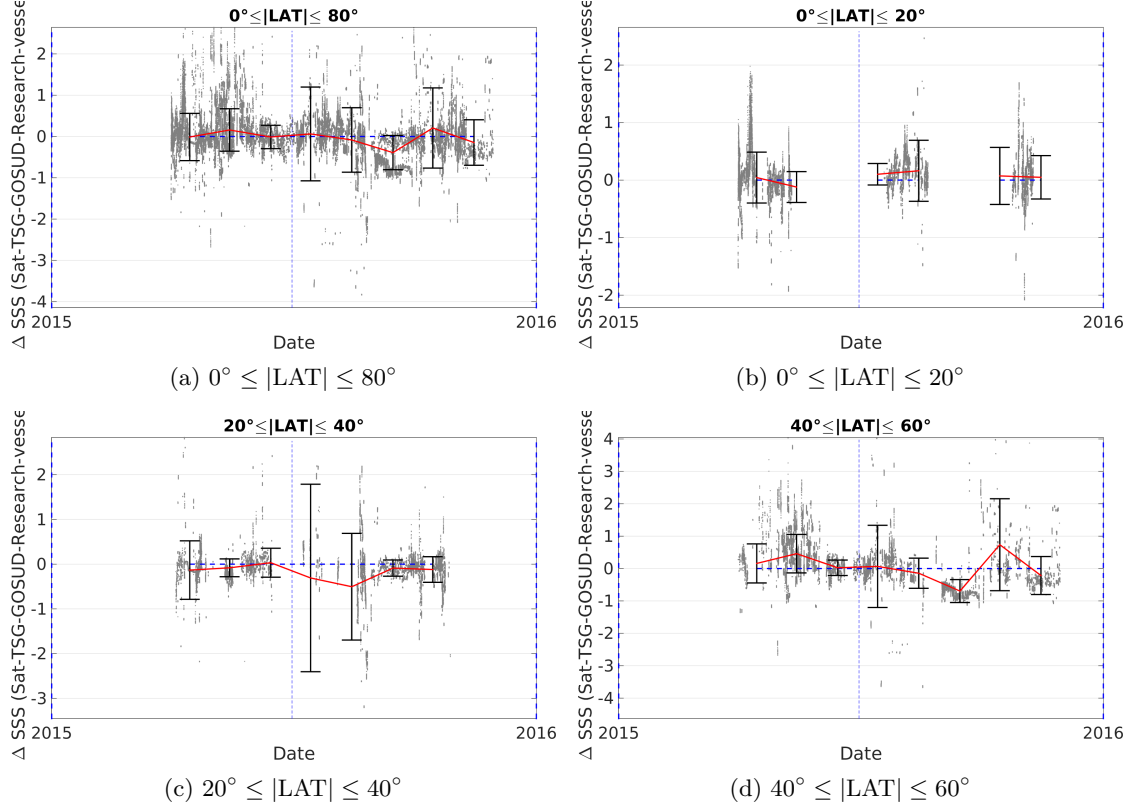 0°≤|LAT|≤ 80°
Δ SSS (Sat-TSG-GOSUD-Research-vesse
2
1
0
-1
-2
-3
-4
2015
2016
Date
(a) 0° ≤ |LAT| ≤ 80°
0°≤|LAT|≤ 20°
Δ SSS (Sat-TSG-GOSUD-Research-vesse
2
1
0
-1
-2
2015
2016
Date
(b) 0° ≤ |LAT| ≤ 20°
20°≤|LAT|≤ 40°
Δ SSS (Sat-TSG-GOSUD-Research-vesse
2
1
0
-1
-2
-3
2015
2016
Date
(c) 20° ≤ |LAT| ≤ 40°
40°≤|LAT|≤ 60°
Δ SSS (Sat-TSG-GOSUD-Research-vesse
4
3
2
1
0
-1
-2
-3
-4
2015
2016
Date
(d) 40° ≤ |LAT| ≤ 60°